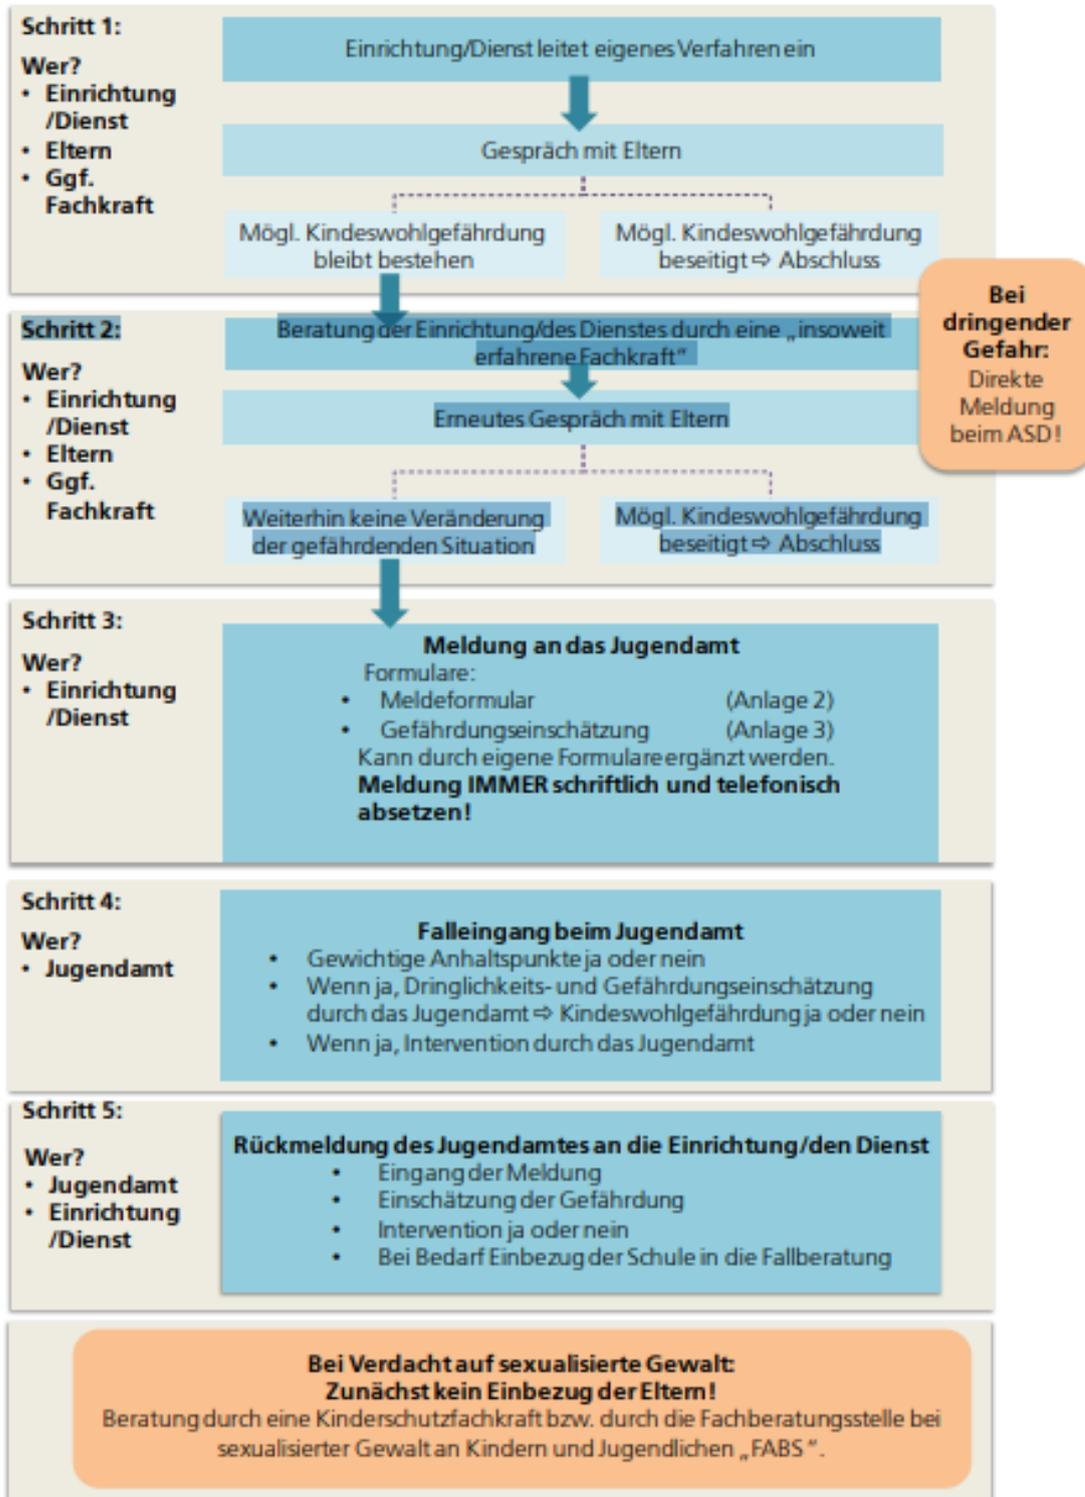 Schritt 1:
Wer?
• Einrichtung
/Dienst
• Eltern
• Ggf.
Fachkraft
Einrichtung/Dienst leitet eigenes Verfahren ein
Gespräch mit Eltern
Mögl. Kindeswohlgefährdung
bleibt bestehen
Mögl. Kindeswohlgefährdung
beseitigt ⇨ Abschluss
Bei
dringender
Gefahr:
Direkte
Meldung
beim ASD!
Schritt 2:
Wer?
• Einrichtung
/Dienst
• Eltern
• Ggf.
Fachkraft
Beratung der Einrichtung/des Dienstes durch eine „insoweit
erfahrene Fachkraft“
Erneutes Gespräch mit Eltern
Weiterhin keine Veränderung
der gefährdenden Situation
Mögl. Kindeswohlgefährdung
beseitigt ⇨ Abschluss
Schritt 3:
Wer?
• Einrichtung
/Dienst
Meldung an das Jugendamt
Formulare:
• Meldeformular (Anlage 2)
• Gefährdungseinschätzung (Anlage 3)
Kann durch eigene Formulare ergänzt werden.
Meldung IMMER schriftlich und telefonisch
absetzen!
Schritt 4:
Wer?
• Jugendamt
Falleingang beim Jugendamt
• Gewichtige Anhaltspunkte ja oder nein
• Wenn ja, Dringlichkeits- und Gefährdungseinschätzung
durch das Jugendamt ⇨ Kindeswohlgefährdung ja oder nein
• Wenn ja, Intervention durch das Jugendamt
Schritt 5:
Wer?
• Jugendamt
• Einrichtung
/Dienst
Rückmeldung des Jugendamtes an die Einrichtung/den Dienst
• Eingang der Meldung
• Einschätzung der Gefährdung
• Intervention ja oder nein
• Bei Bedarf Einbezug der Schule in die Fallberatung
Bei Verdacht auf sexualisierte Gewalt:
Zunächst kein Einbezug der Eltern!
Beratung durch eine Kinderschutzfachkraft bzw. durch die Fachberatungsstelle bei
sexualisierter Gewalt an Kindern und Jugendlichen „FABS“.